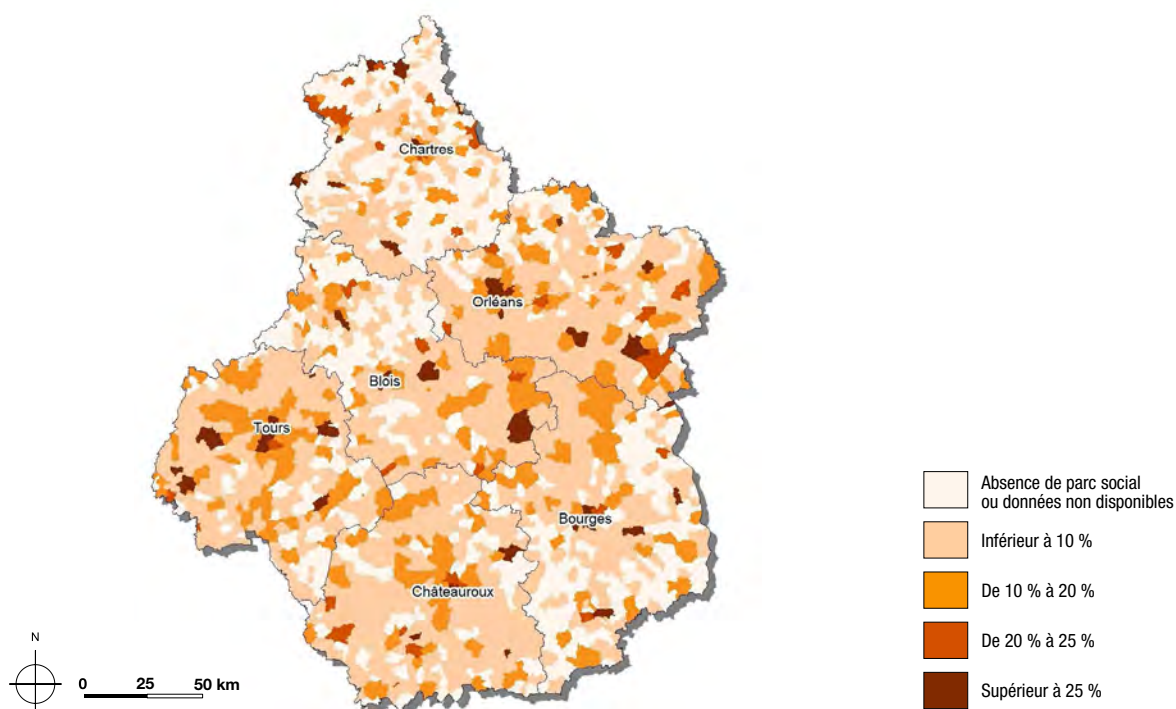 Chartres
Orléans
Blois
Tours
Bourges
Châteauroux
Absence de parc social
ou données non disponibles
Inférieur à 10 %
De 10 % à 20 %
De 20 % à 25 %
Supérieur à 25 %
N
0 25 50 km